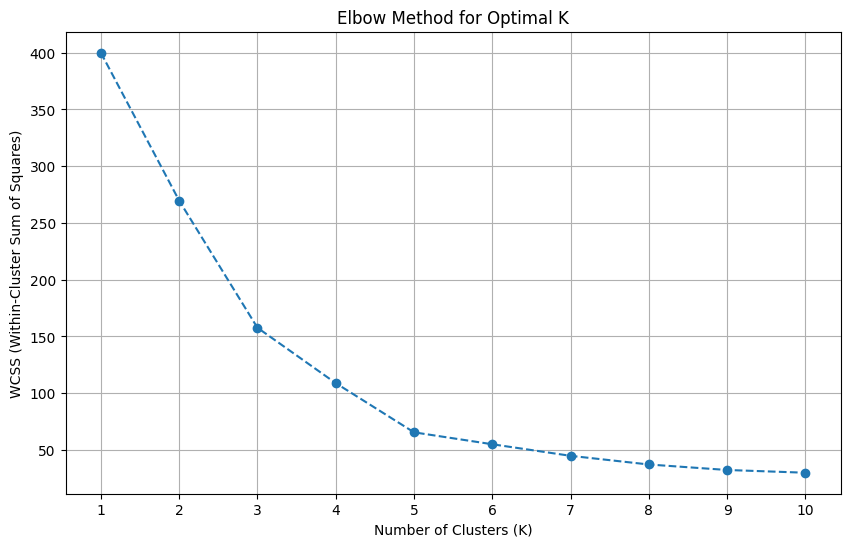 Elbow Method for Optimal K
WCSS (Within-Cluster Sum of Squares)
400
350
300
250
200
150
100
50
1 2 3 4 5 6 7 8 9 10
Number of Clusters (K)